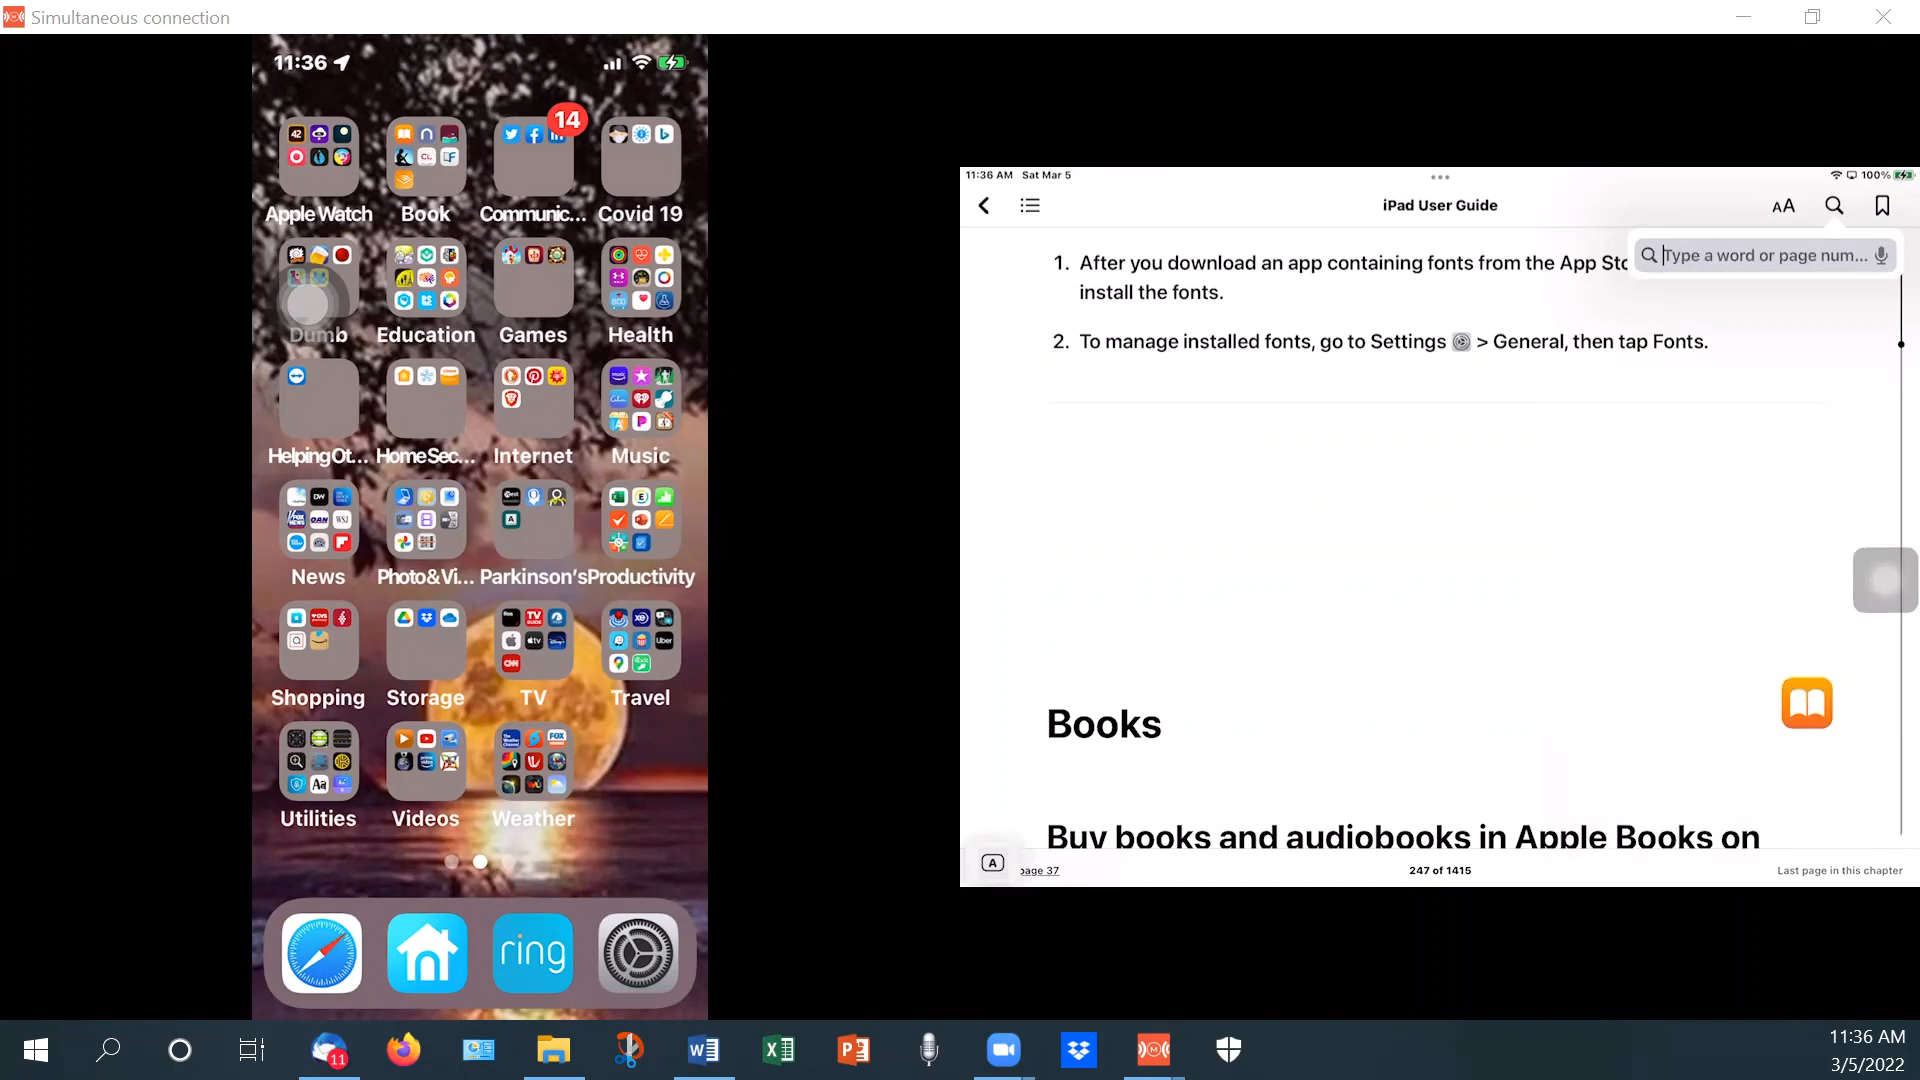 Simultaneous connection
11:36
14
Apple Watch
Book
Communic...
Covid 19
Dumb
Education
Games
Health
Helping Ot...
Home Sec...
Internet
Music
News
Photo & Vi...
Parkinson's
Productivity
Shopping
Storage
TV
Travel
Utilities
Videos
Weather
ring
11:36 AM Sat Mar 5
100%
iPad User Guide
AA
Type a word or page num...
1. After you download an app containing fonts from the App Sto
install the fonts.
2. To manage installed fonts, go to Settings > General, then tap Fonts.
Books
Buy books and audiobooks in Apple Books on
A
page 37
247 of 1415
Last page in this chapter
11
11:36 AM
3/5/2022